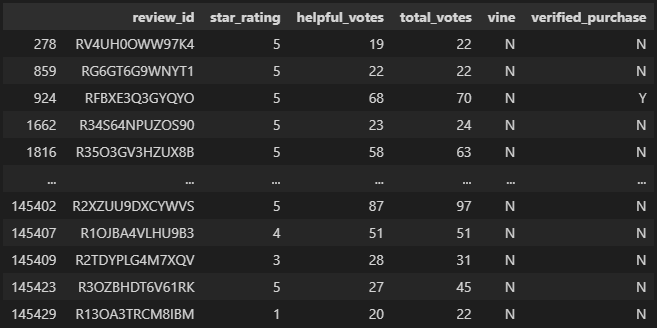 review_id star_rating helpful_votes total_votes vine verified_purchase
278 RV4UH0OWW97K4 5 19 22 N N
859 RG6GT6G9WNYT1 5 22 22 N N
924 RFBXE3Q3GYQYO 5 68 70 N Y
1662 R34S64NPUZOS90 5 23 24 N N
1816 R35O3GV3HZUX8B 5 58 63 N N
... ... ... ... ... ... ...
145402 R2XZUU9DXCYWVS 5 87 97 N N
145407 R1OJBA4VLHU9B3 4 51 51 N N
145409 R2TDYPLG4M7XQV 3 28 31 N N
145423 R3OZBHDT6V61RK 5 27 45 N N
145429 R13OA3TRCM8IBM 1 20 22 N N